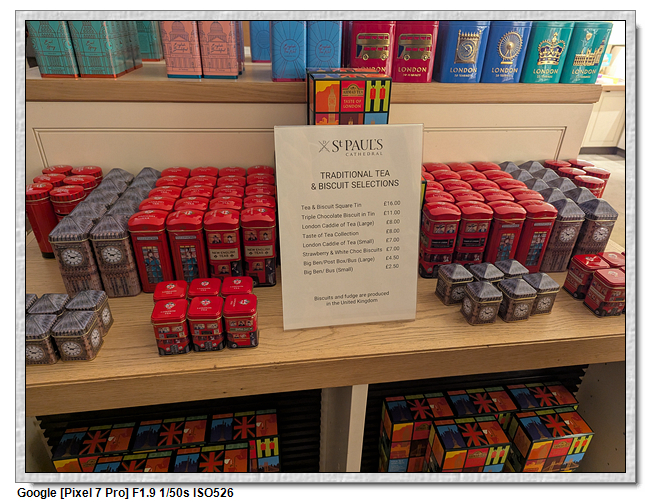 LONDON
LONDON
LONDON
LONDON
LONDON
LONDON
TASTE OF
LONDON
ST PAUL'S
CATHEDRAL
TRADITIONAL TEA
& BISCUIT SELECTIONS
Tea & Biscuit Square Tin £16.00
Triple Chocolate Biscuit in Tin £11.00
London Caddie of Tea (Large) £8.00
Taste of Tea Collection £8.00
London Caddie of Tea (Small) £7.00
Strawberry & White Choc Biscuits £7.00
Big Ben/Post Box/Bus (Large) £4.50
Big Ben/ Bus (Small) £2.50
Biscuits and fudge are produced
in the United Kingdom
Google [Pixel 7 Pro] F1.9 1/50s ISO526